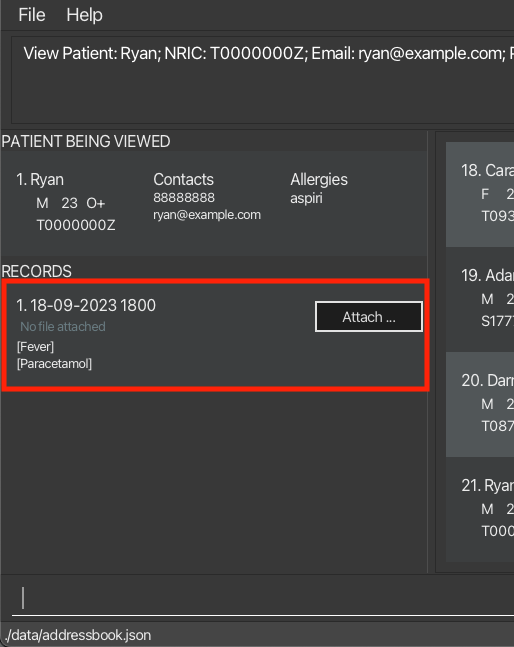 File Help
View Patient: Ryan; NRIC: T0000000Z; Email: ryan@example.com;
PATIENT BEING VIEWED
1. Ryan
M 23 O+
T0000000Z
Contacts
88888888
ryan@example.com
Allergies
aspiri
RECORDS
1. 18-09-2023 1800
No file attached
[Fever]
[Paracetamol]
Attach ...
18. Cara
F 2
T093
19. Adar
M 2
S177
20. Darr
M 2
T087
21. Ryan
M 2
T000
./data/addressbook.json